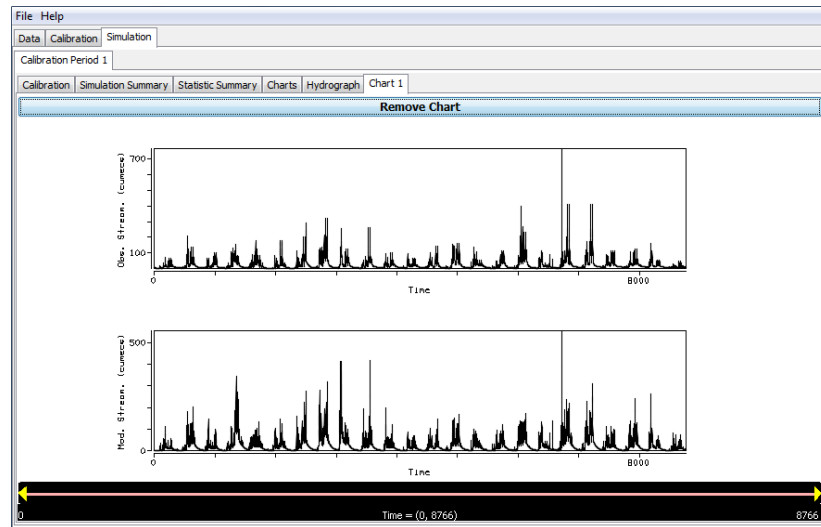 File Help
Data Calibration Simulation
Calibration Period 1
Calibration Simulation Summary Statistic Summary Charts Hydrograph Chart 1
Remove Chart
700
100
Obs. Stream. (cumecs)
0 8000
Time
500
0
Mod. Stream. (cumecs)
0 8000
Time
0 Time = (0, 8766) 8766